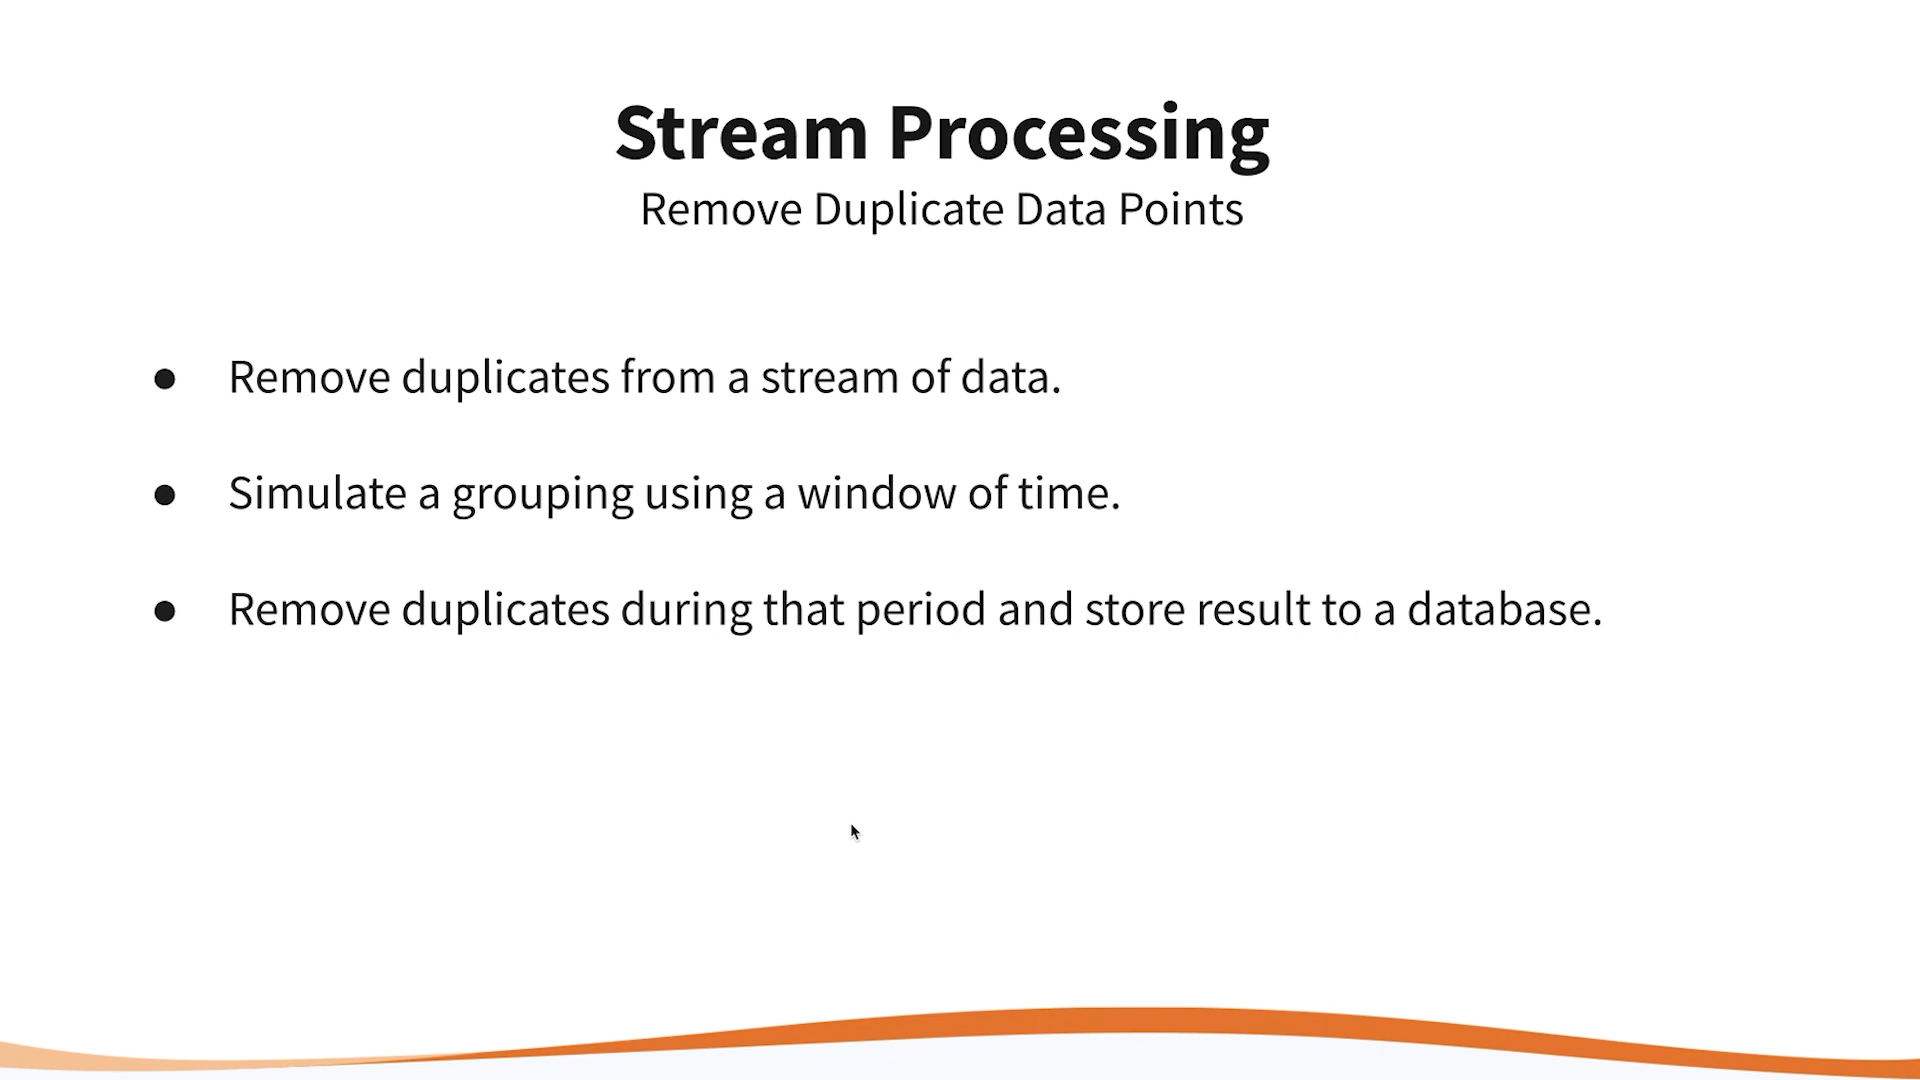 Stream Processing
Remove Duplicate Data Points
● Remove duplicates from a stream of data.
● Simulate a grouping using a window of time.
● Remove duplicates during that period and store result to a database.